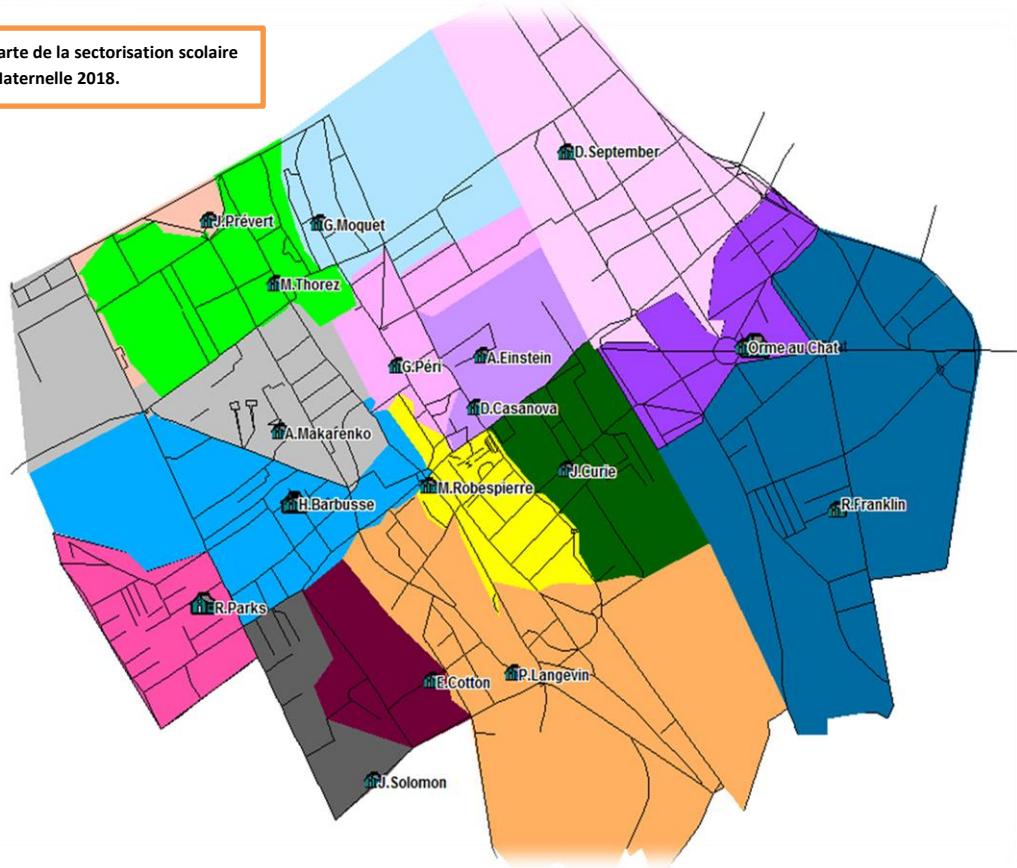 arte de la sectorisation scolaire
Maternelle 2018.
D.September
J.Prévert
G.Moquet
M.Thorez
Orme au Chat
G.Péri
A.Einstein
D.Casanova
A.Makarenko
J.Curie
M.Robespierre
H.Barbusse
R.Franklin
R.Parks
P.Langevin
E.Cotton
J.Solomon